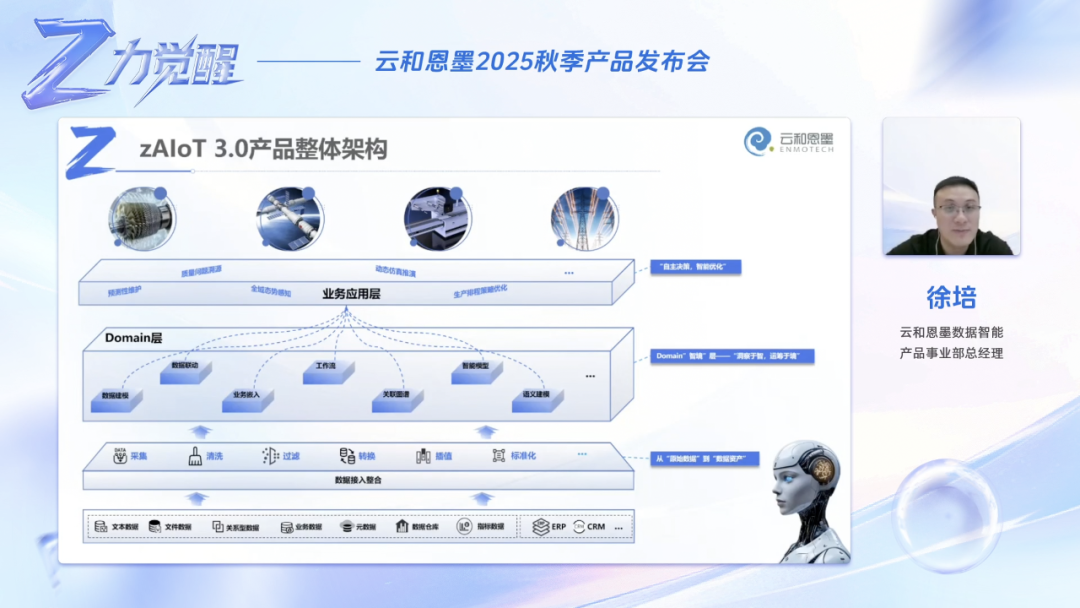 Z力觉醒
云和恩墨2025秋季产品发布会
zAIoT 3.0产品整体架构
云和恩墨
ENMOTECH
质量问题溯源
动态仿真推演
...
"自主决策、智能优化"
预测性维护
全域态势感知
业务应用层
生产排程策略优化
Domain层
Domain"智镜"层——"洞察于智,运筹于境"
数据联动
工作流
智能模型
...
数据建模
业务嵌入
关联图谱
语义建模
DATA
采集
清洗
过滤
转换
插值
标准化
...
从"原始数据"到"数据资产"
数据接入整合
文本数据
文件数据
关系型数据
业务数据
元数据
数据仓库
指标数据
ERP
CRM
...
徐培
云和恩墨数据智能
产品事业部总经理